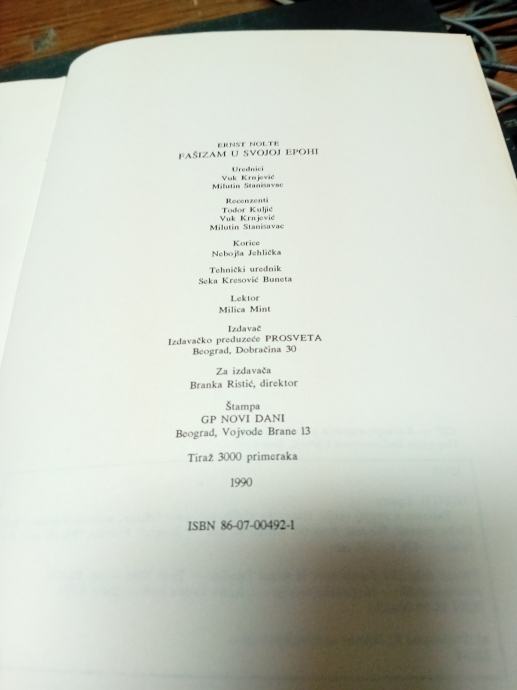 ERNST NOLTE
FAŠIZAM U SVOJOJ EPOHI
Urednici
Vuk Krnjević
Milutin Stanisavac
Recenzenti
Todor Kuljić
Vuk Krnjević
Milutin Stanisavac
Korice
Nebojša Jehlička
Tehnički urednik
Seka Kresović Buneta
Lektor
Milica Mint
Izdavač
Izdavačko preduzeće PROSVETA
Beograd, Dobračina 30
Za izdavača
Branka Ristić, direktor
Štampa
GP NOVI DANI
Beograd, Vojvode Brane 13
Tiraž 3000 primeraka
1990
ISBN 86-07-00492-1